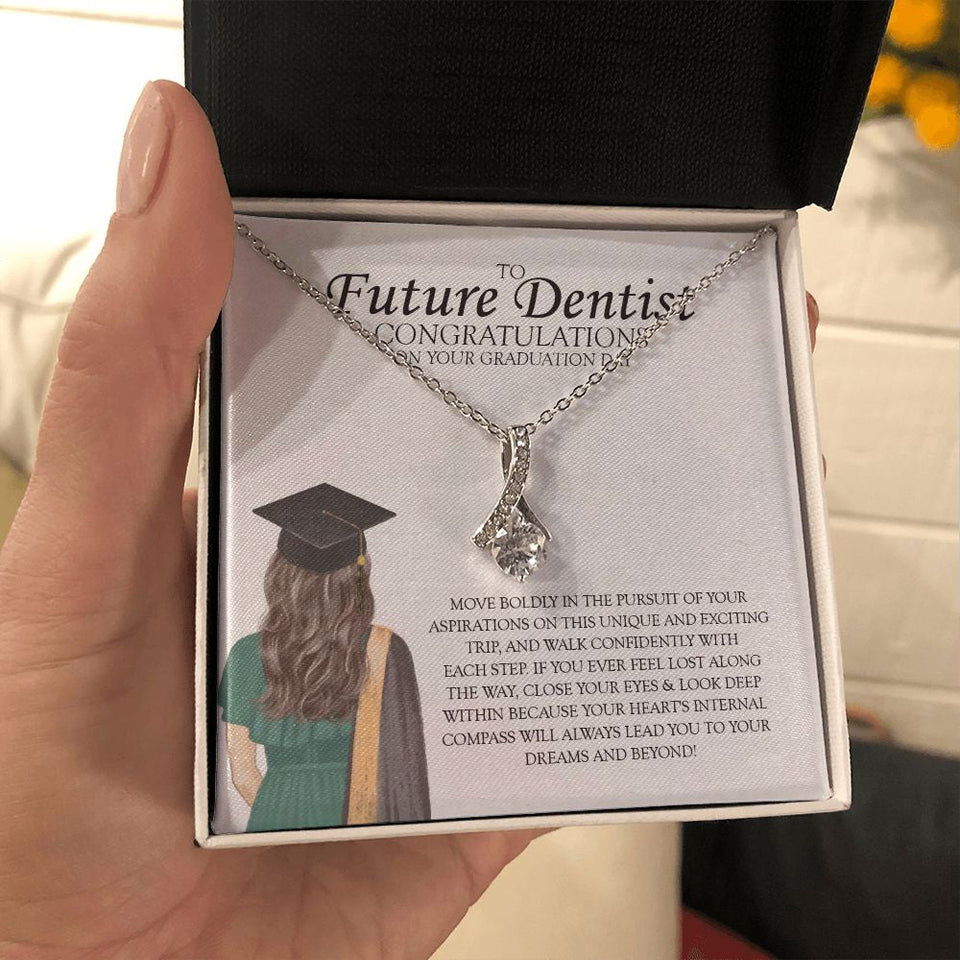 TO
Future Dentist
CONGRATULATIONS
ON YOUR GRADUATION DAY
MOVE BOLDLY IN THE PURSUIT OF YOUR
ASPIRATIONS ON THIS UNIQUE AND EXCITING
TRIP, AND WALK CONFIDENTLY WITH
EACH STEP. IF YOU EVER FEEL LOST ALONG
THE WAY, CLOSE YOUR EYES & LOOK DEEP
WITHIN BECAUSE YOUR HEART'S INTERNAL
COMPASS WILL ALWAYS LEAD YOU TO YOUR
DREAMS AND BEYOND!